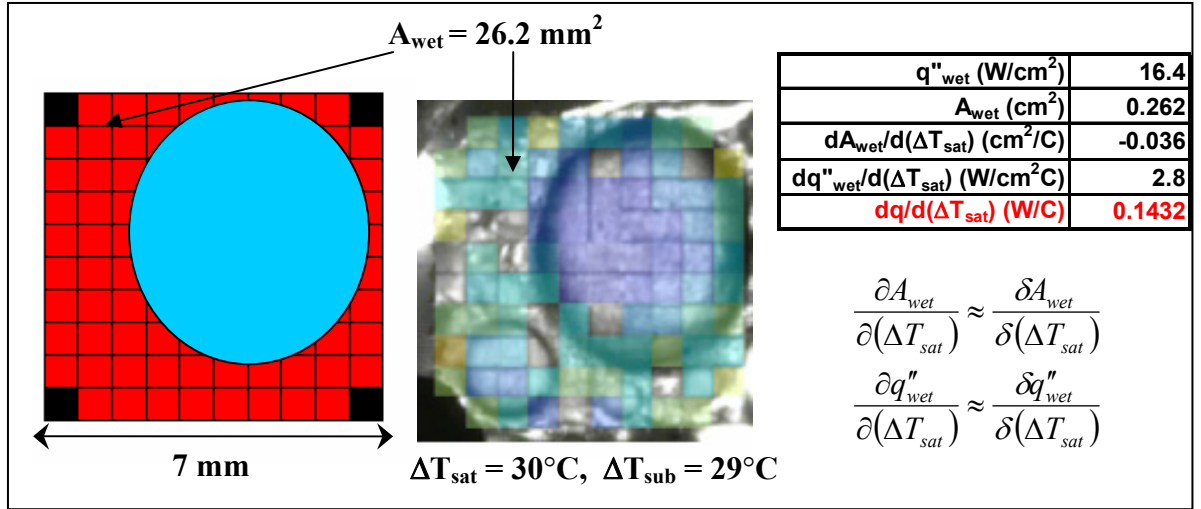 A_wet = 26.2 mm²
q"_wet (W/cm²) 16.4
A_wet (cm²) 0.262
dA_wet/d(ΔT_sat) (cm²/C) -0.036
dq"_wet/d(ΔT_sat) (W/cm²C) 2.8
dq/d(ΔT_sat) (W/C) 0.1432
∂A_wet/∂(ΔT_sat) ≈ δA_wet/δ(ΔT_sat)
∂q″_wet/∂(ΔT_sat) ≈ δq″_wet/δ(ΔT_sat)
7 mm
ΔT_sat = 30°C, ΔT_sub = 29°C